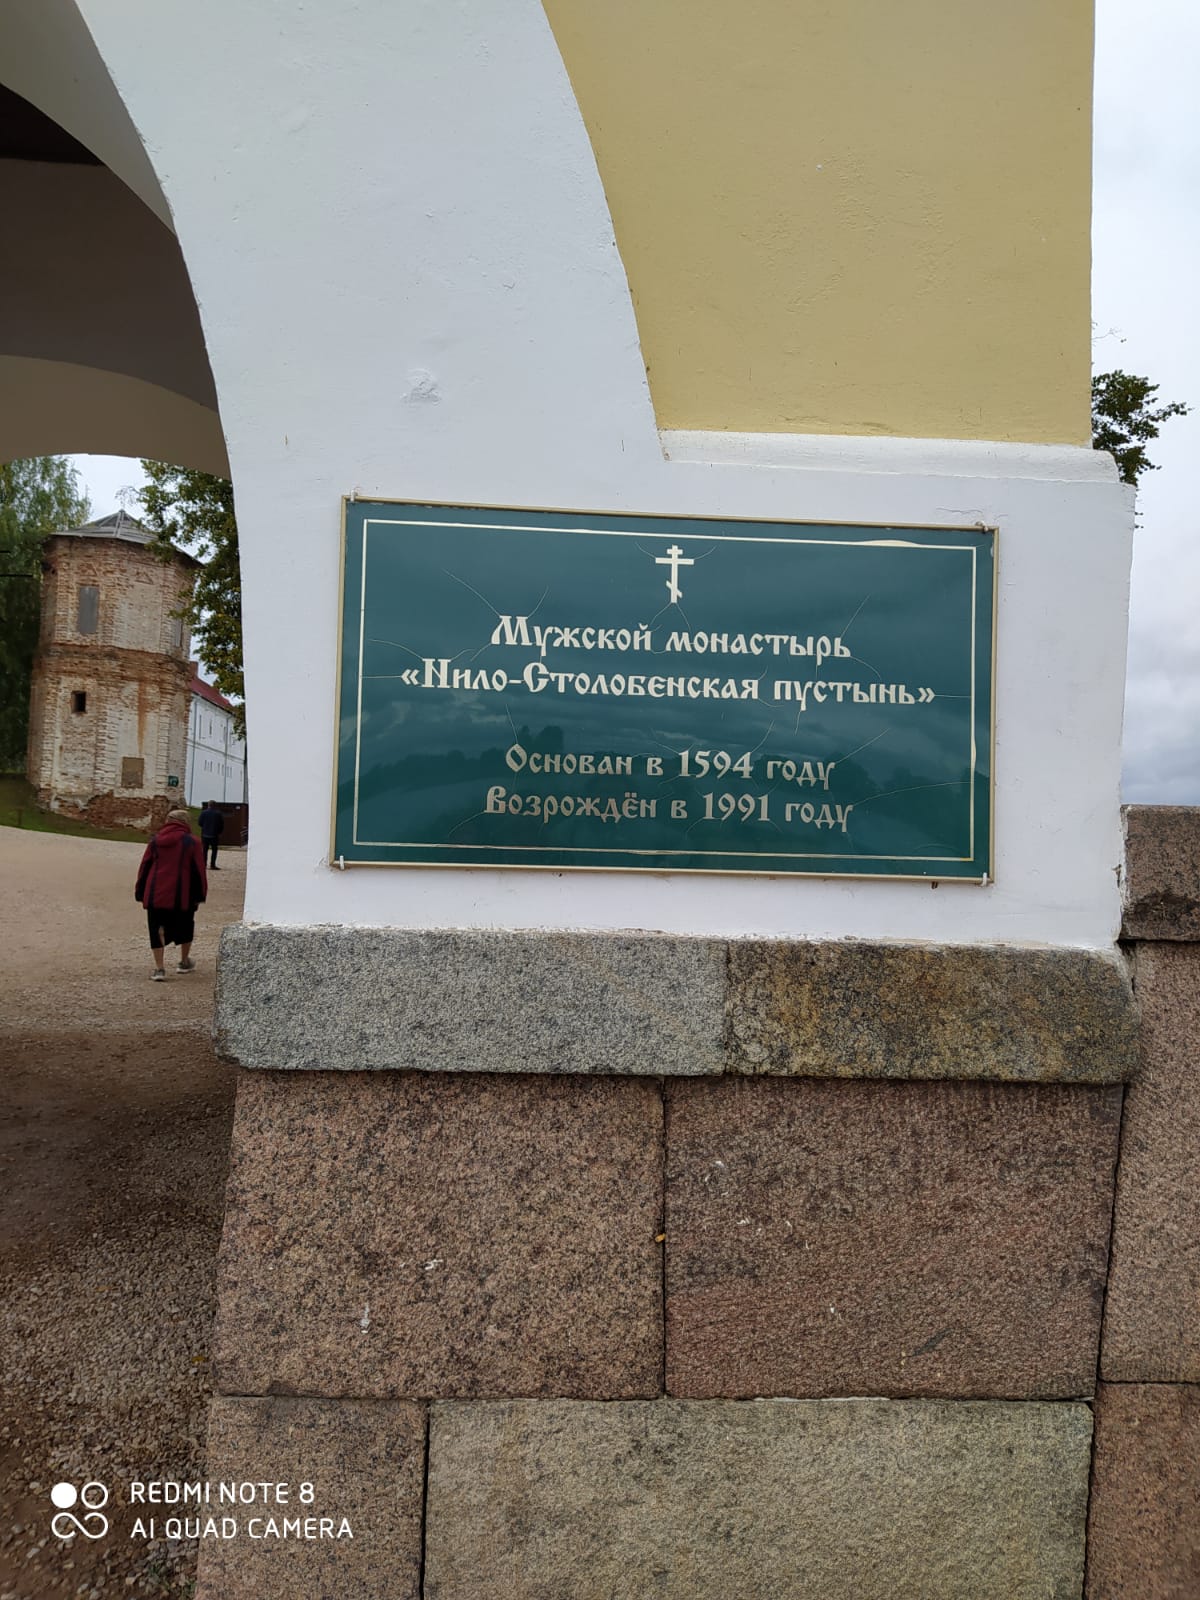 Мужской монастырь
«Нило-Столобенская пустынь»
Основан в 1594 году
Возрождён в 1991 году
REDMI NOTE 8
AI QUAD CAMERA